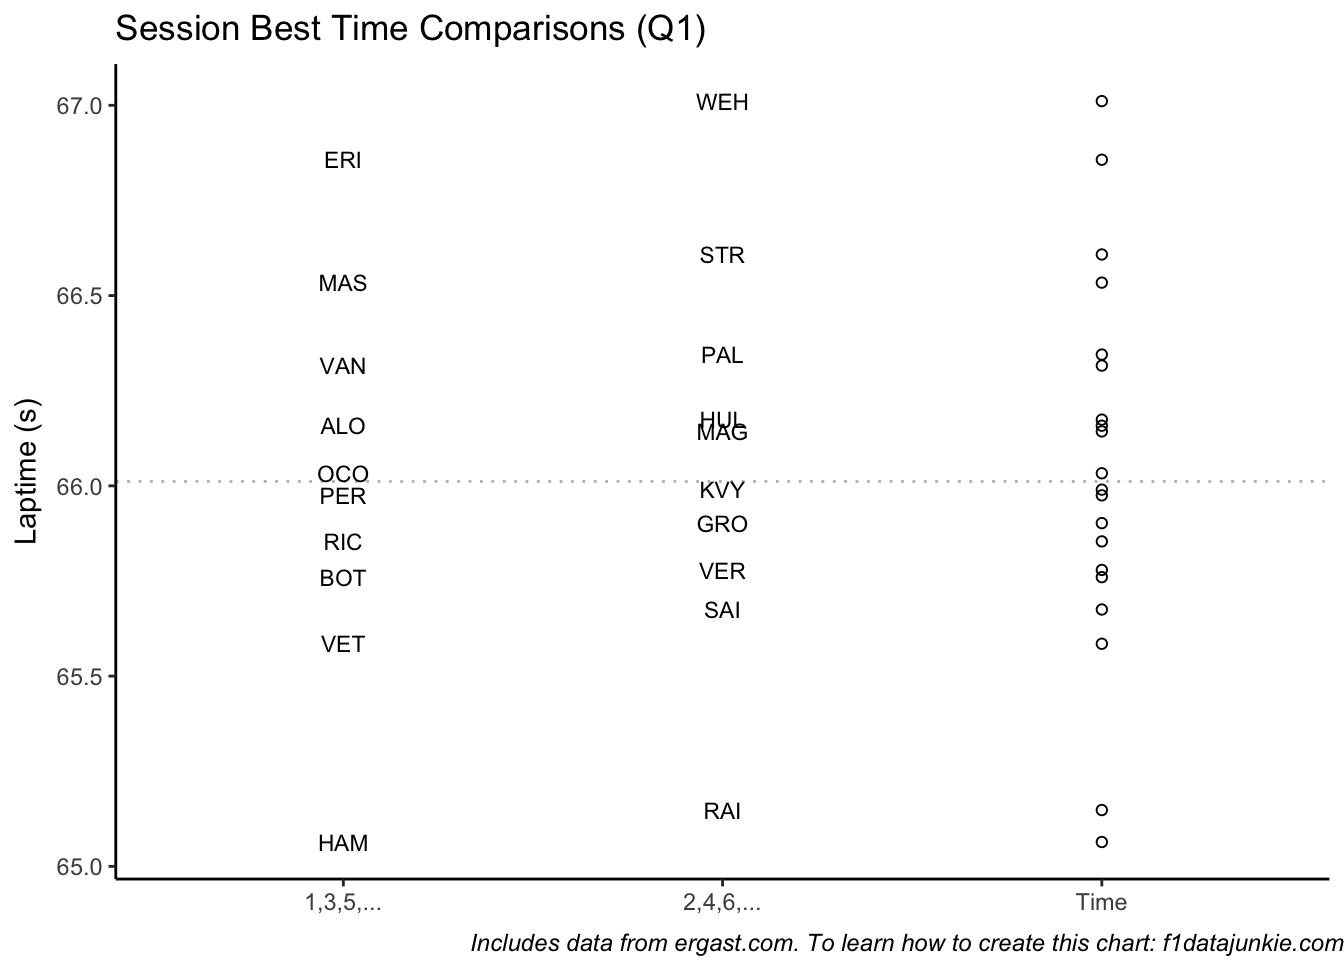 Session Best Time Comparisons (Q1)
67.0
66.5
66.0
65.5
65.0
Laptime (s)
WEH
ERI
STR
MAS
PAL
VAN
HUL
ALO
MAG
OCO
KVY
PER
GRO
RIC
VER
BOT
SAI
VET
RAI
HAM
1,3,5,... 2,4,6,... Time
Includes data from ergast.com. To learn how to create this chart: f1datajunkie.com